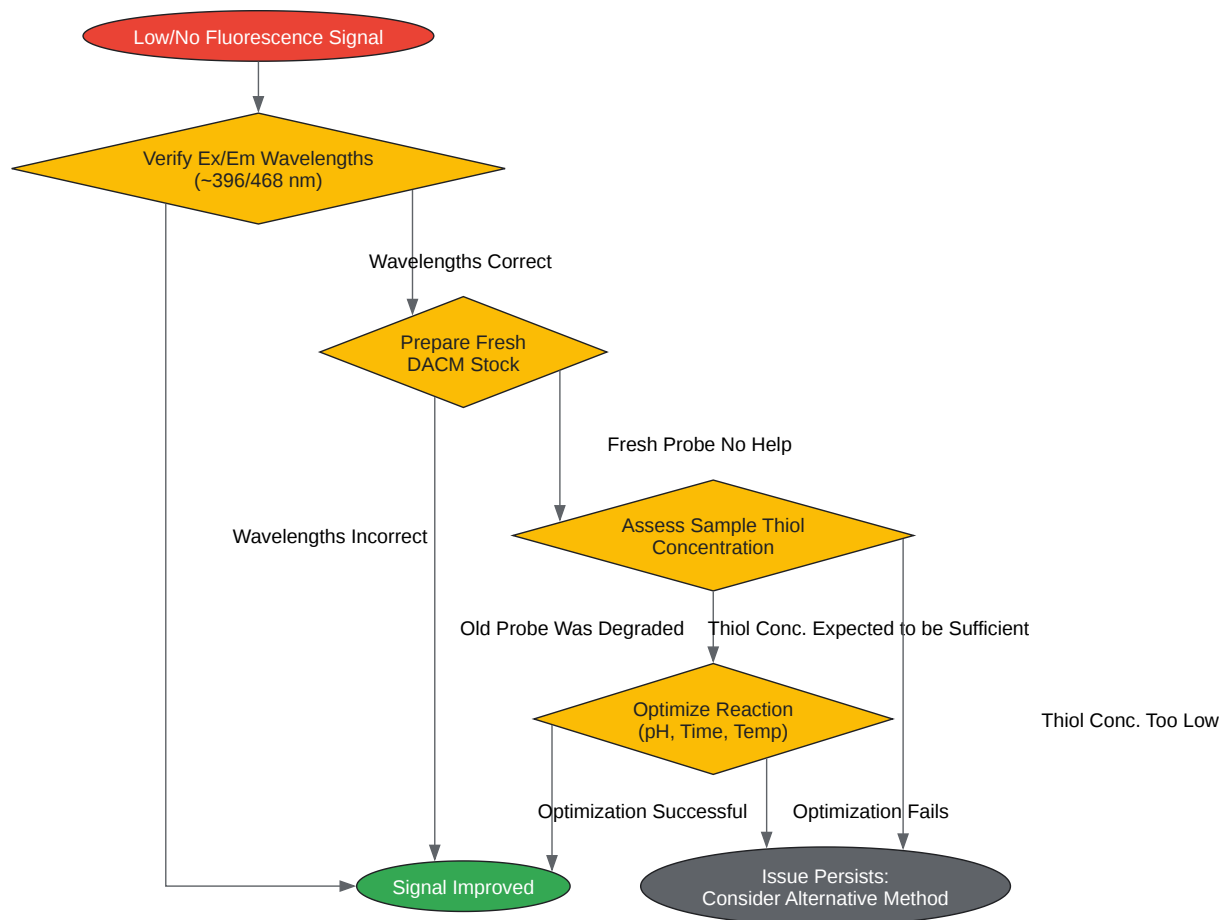 Low/No Fluorescence Signal
Verify Ex/Em Wavelengths
(~396/468 nm)
Wavelengths Correct
Prepare Fresh
DACM Stock
Fresh Probe No Help
Assess Sample Thiol
Concentration
Wavelengths Incorrect
Old Probe Was Degraded
Thiol Conc. Expected to be Sufficient
Optimize Reaction
(pH, Time, Temp)
Thiol Conc. Too Low
Optimization Successful
Optimization Fails
Signal Improved
Issue Persists:
Consider Alternative Method